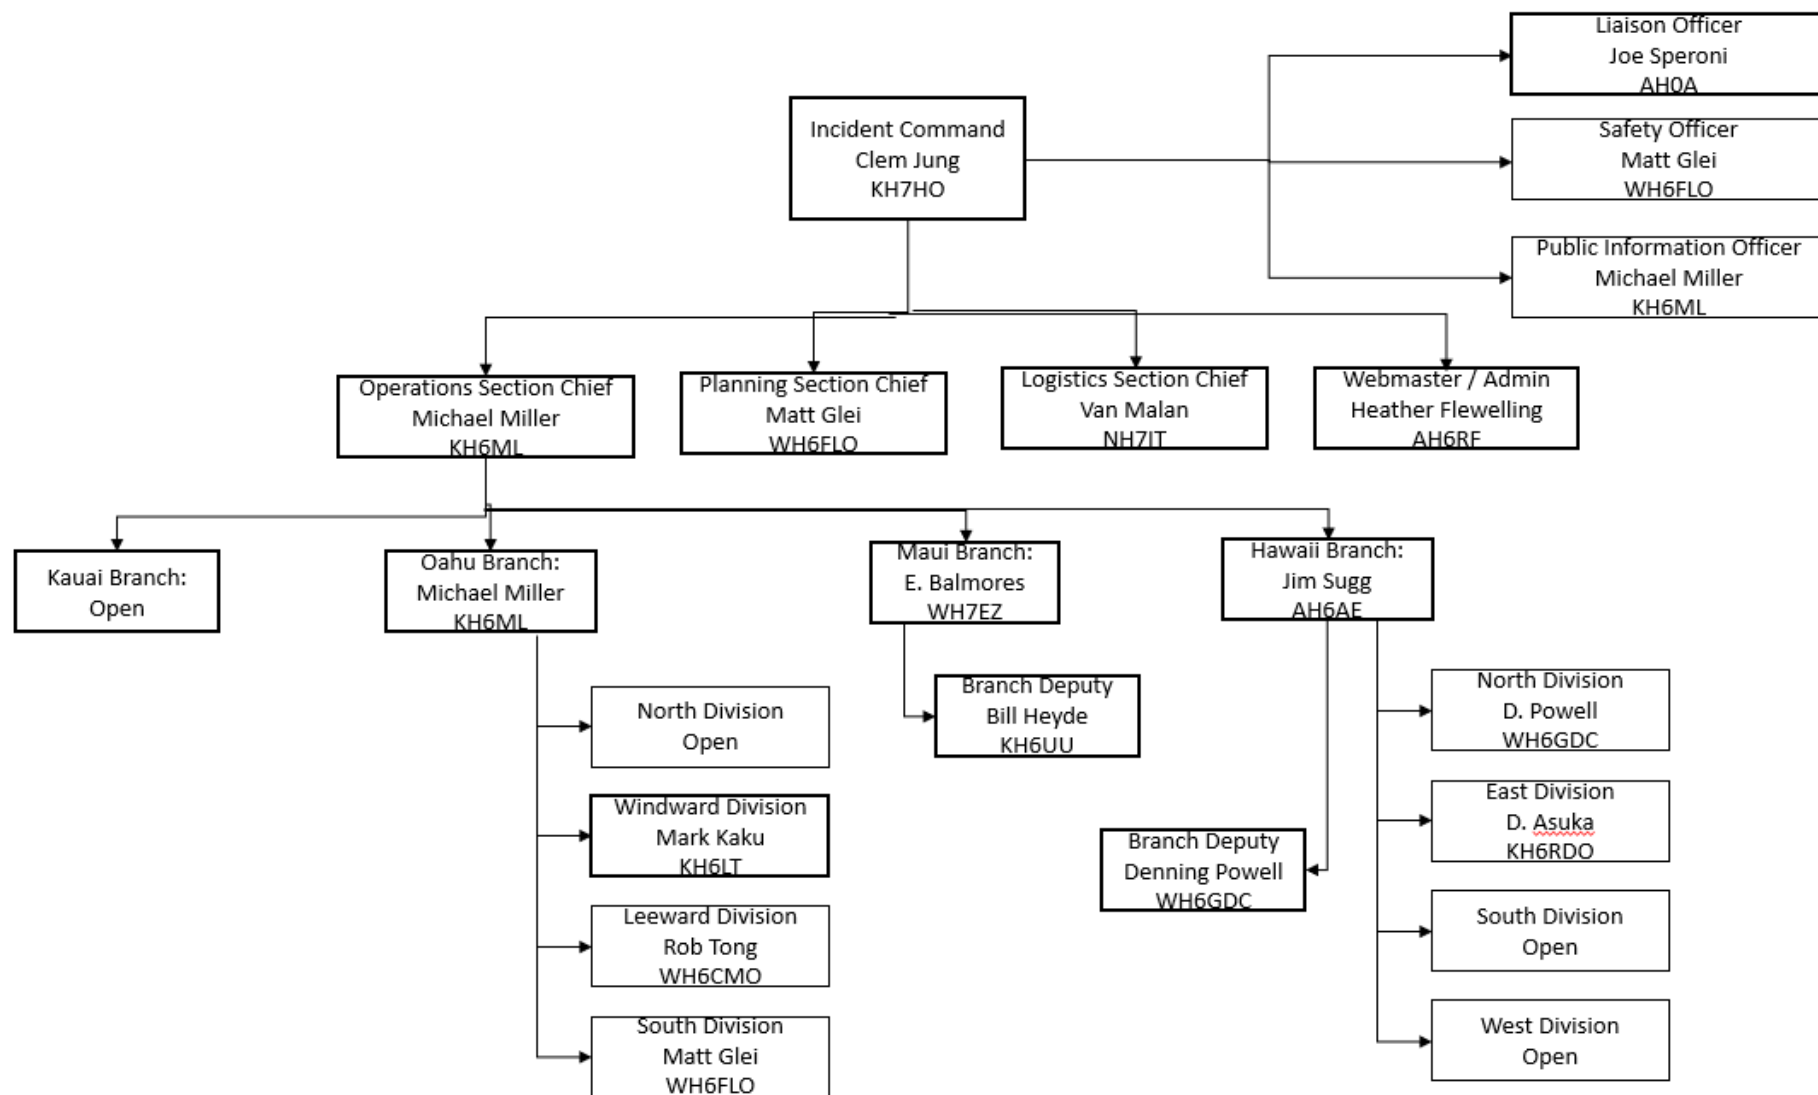 Liaison Officer
Joe Speroni
AH0A
Incident Command
Clem Jung
KH7HO
Safety Officer
Matt Glei
WH6FLO
Public Information Officer
Michael Miller
KH6ML
Operations Section Chief
Michael Miller
KH6ML
Planning Section Chief
Matt Glei
WH6FLO
Logistics Section Chief
Van Malan
NH7IT
Webmaster / Admin
Heather Flewelling
AH6RF
Kauai Branch:
Open
Oahu Branch:
Michael Miller
KH6ML
Maui Branch:
E. Balmores
WH7EZ
Hawaii Branch:
Jim Sugg
AH6AE
North Division
Open
Windward Division
Mark Kaku
KH6LT
Leeward Division
Rob Tong
WH6CMO
South Division
Matt Glei
WH6FLO
Branch Deputy
Bill Heyde
KH6UU
Branch Deputy
Denning Powell
WH6GDC
North Division
D. Powell
WH6GDC
East Division
D. Asuka
KH6RDO
South Division
Open
West Division
Open